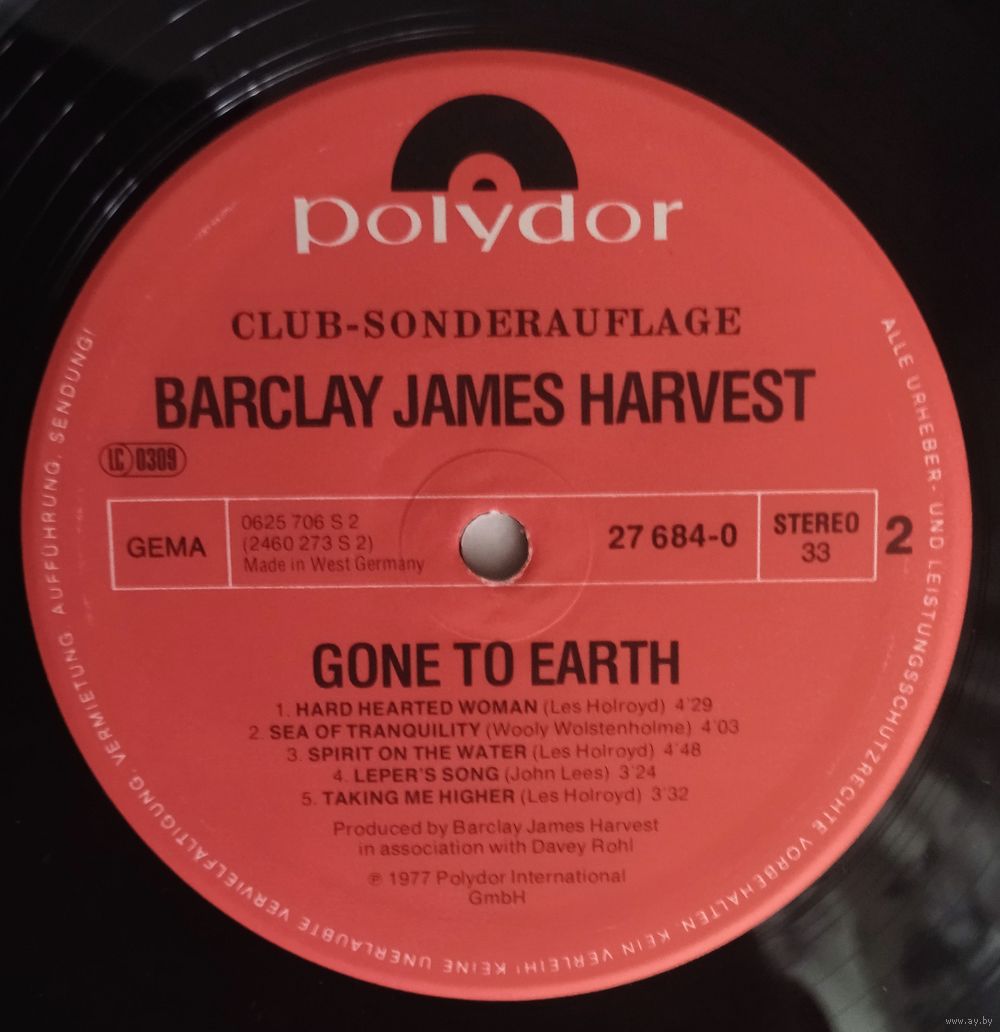 polydor
CLUB-SONDERAUFLAGE
BARCLAY JAMES HARVEST
LC 0309
GEMA
0625 706 S 2
(2460 273 S 2)
Made in West Germany
27 684-0
STEREO
33
2
GONE TO EARTH
1. HARD HEARTED WOMAN (Les Holroyd) 4'29
2. SEA OF TRANQUILITY (Wooly Wolstenholme) 4'03
3. SPIRIT ON THE WATER (Les Holroyd) 4'48
4. LEPER'S SONG (John Lees) 3'24
5. TAKING ME HIGHER (Les Holroyd) 3'32
Produced by Barclay James Harvest
in association with Davey Rohl
℗ 1977 Polydor International
GmbH
ALLE URHEBER- UND LEISTUNGSSCHUTZRECHTE VORBEHALTEN. KEIN VERLEIH! KEINE UNERLAUBTE VERVIELFÄLTIGUNG, VERMIETUNG, AUFFÜHRUNG, SENDUNG!
www.ay.by